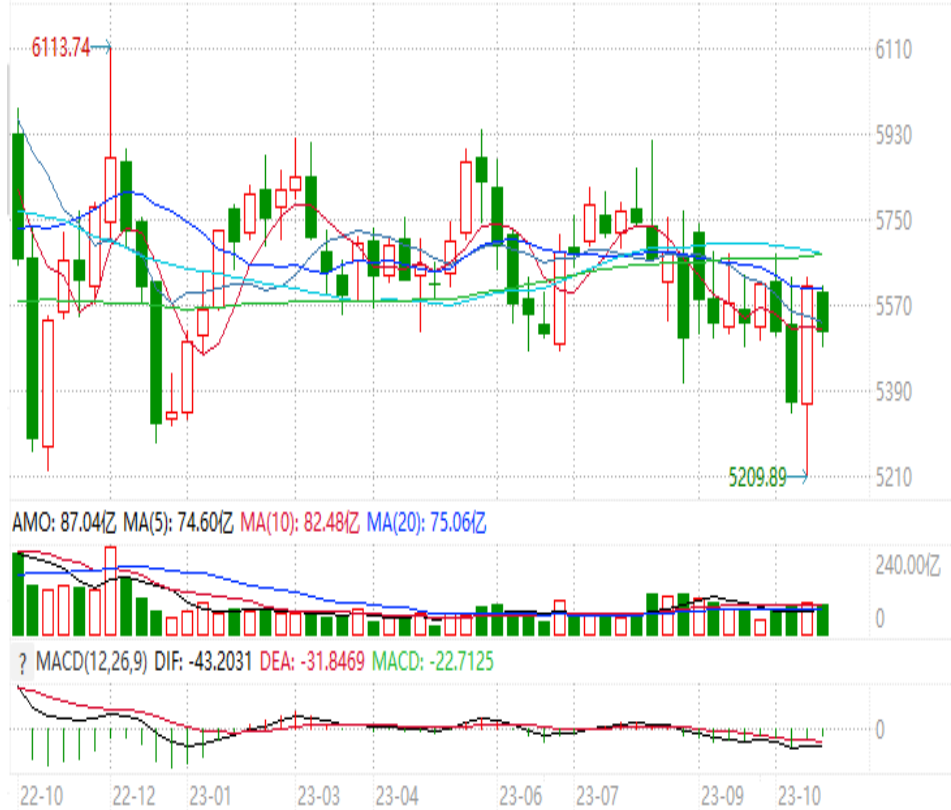 6113.74
6110
5930
5750
5570
5390
5209.89
5210
AMO: 87.04亿 MA(5): 74.60亿 MA(10): 82.48亿 MA(20): 75.06亿
240.00亿
0
? MACD(12,26,9) DIF: -43.2031 DEA: -31.8469 MACD: -22.7125
0
22-10 22-12 23-01 23-03 23-04 23-06 23-07 23-09 23-10